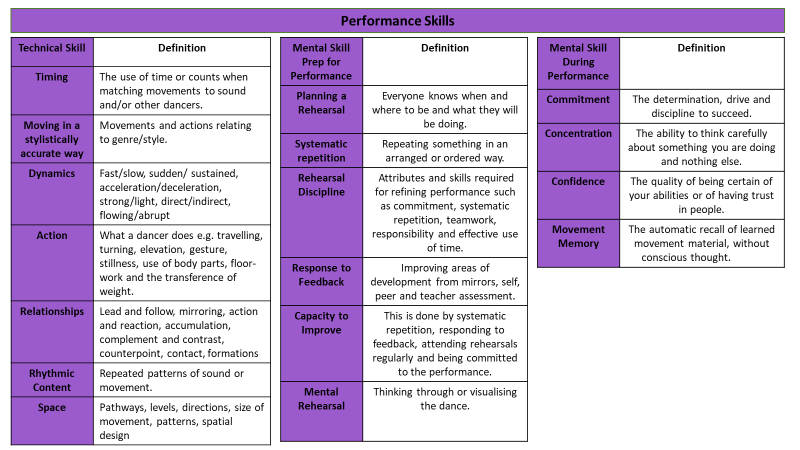 Performance Skills
Technical Skill
Definition
Timing
The use of time or counts when
matching movements to sound
and/or other dancers.
Moving in a
stylistically
accurate way
Movements and actions relating
to genre/style.
Dynamics
Fast/slow, sudden/ sustained,
acceleration/deceleration,
strong/light, direct/indirect,
flowing/abrupt
Action
What a dancer does e.g. travelling,
turning, elevation, gesture,
stillness, use of body parts, floor-
work and the transference of
weight.
Relationships
Lead and follow, mirroring, action
and reaction, accumulation,
complement and contrast,
counterpoint, contact, formations
Rhythmic
Content
Repeated patterns of sound or
movement.
Space
Pathways, levels, directions, size of
movement, patterns, spatial
design
Mental Skill
Prep for
Performance
Definition
Planning a
Rehearsal
Everyone knows when and
where to be and what they will
be doing.
Systematic
repetition
Repeating something in an
arranged or ordered way.
Rehearsal
Discipline
Attributes and skills required
for refining performance such
as commitment, systematic
repetition, teamwork,
responsibility and effective use
of time.
Response to
Feedback
Improving areas of
development from mirrors, self,
peer and teacher assessment.
Capacity to
Improve
This is done by systematic
repetition, responding to
feedback, attending rehearsals
regularly and being committed
to the performance.
Mental
Rehearsal
Thinking through or visualising
the dance.
Mental Skill
During
Performance
Definition
Commitment
The determination, drive and
discipline to succeed.
Concentration
The ability to think carefully
about something you are doing
and nothing else.
Confidence
The quality of being certain of
your abilities or of having trust
in people.
Movement
Memory
The automatic recall of learned
movement material, without
conscious thought.